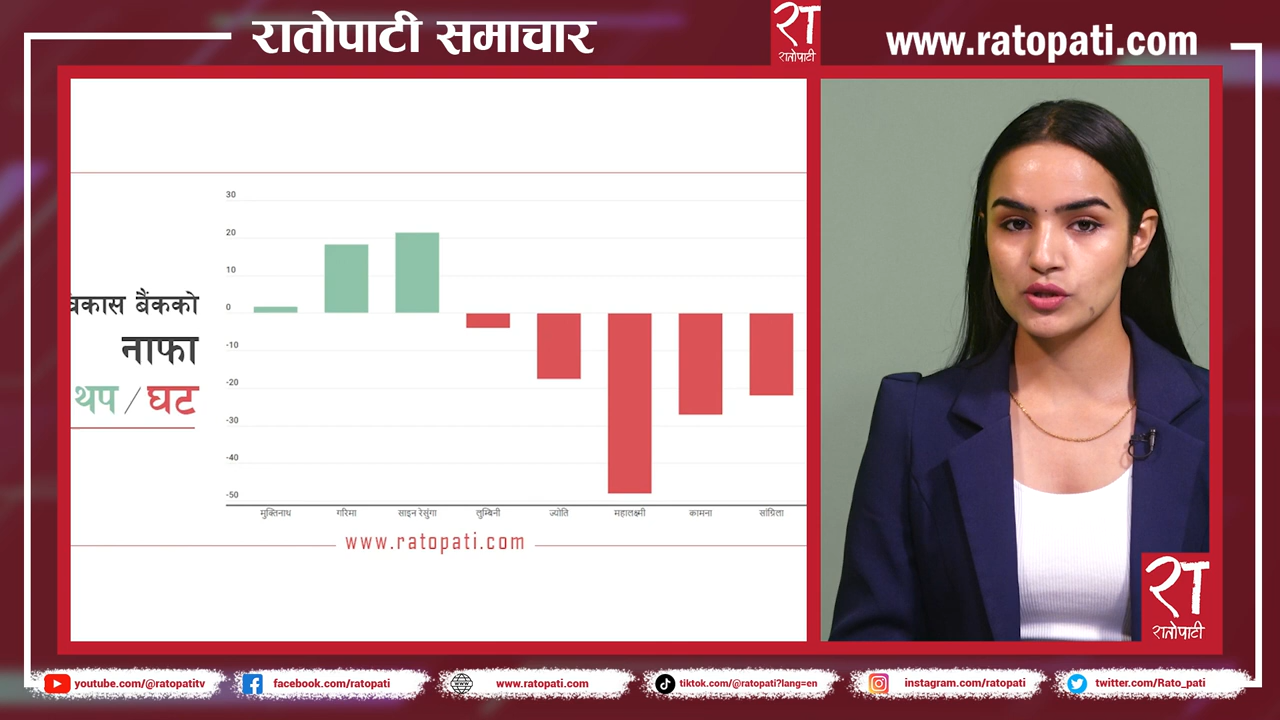 रातोपाटी समाचार
रा
रातोपाटी
www.ratopati.com
विकास बैंकको
नाफा
थप / घट
30
20
10
0
-10
-20
-30
-40
-50
मुक्तिनाथ गरिमा साइन रेसुंगा लुम्बिनी ज्योति महालक्ष्मी कामना सांग्रिला
www.ratopati.com
रा
रातोपाटी
youtube.com/@ratopatitv facebook.com/ratopati www.ratopati.com tiktok.com/@ratopati?lang=en instagram.com/ratopati twitter.com/Rato_pati